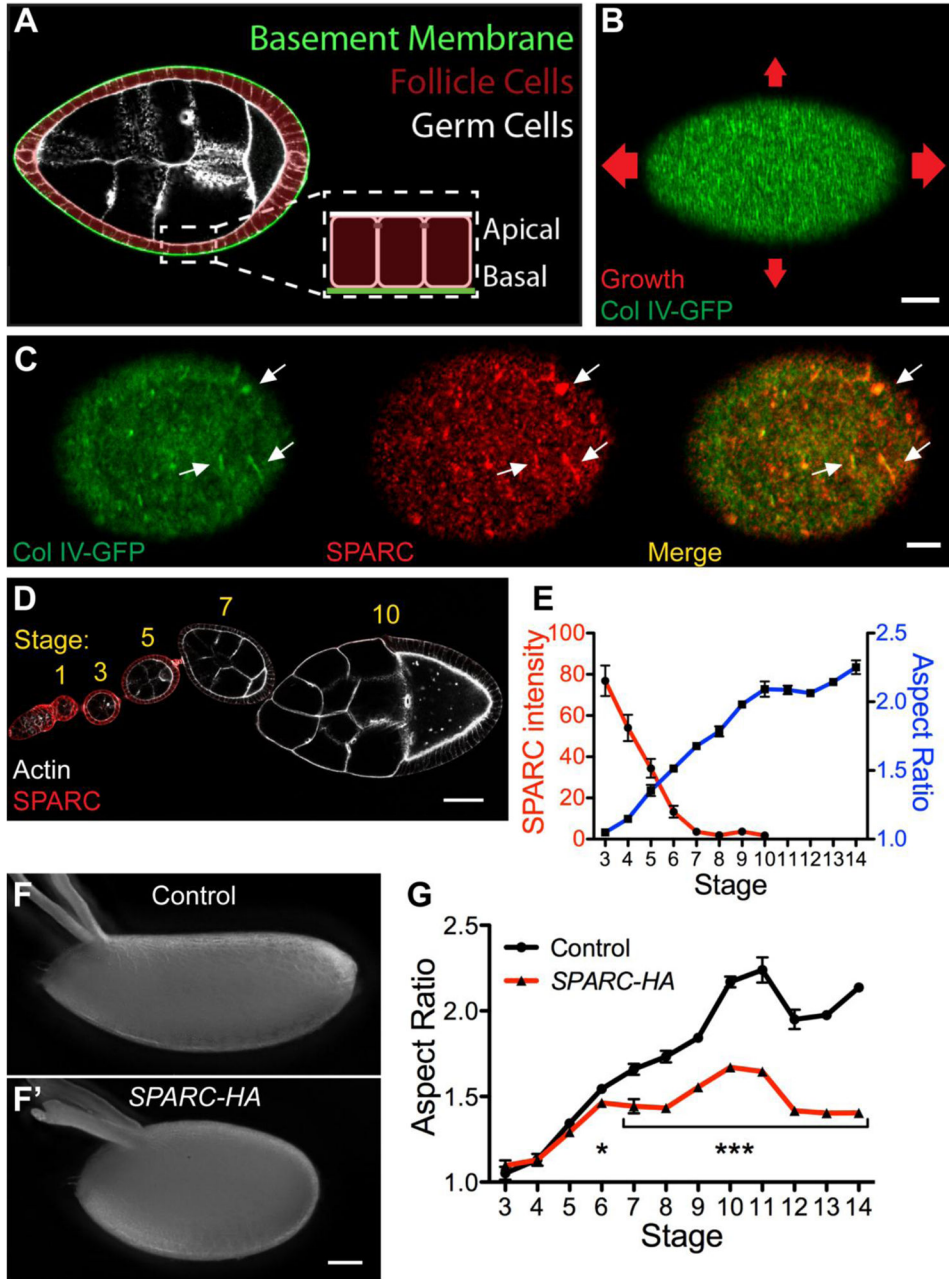 A
Basement Membrane
Follicle Cells
Germ Cells
Apical
Basal
B
Growth
Col IV-GFP
C
Col IV-GFP
SPARC
Merge
D
Stage:
1
3
5
7
10
Actin
SPARC
E
SPARC intensity
100
80
60
40
20
0
Aspect Ratio
2.5
2.0
1.5
1.0
3 4 5 6 7 8 9 10 11 12 13 14
Stage
F
Control
F'
SPARC-HA
G
Control
SPARC-HA
Aspect Ratio
2.5
2.0
1.5
1.0
*
***
3 4 5 6 7 8 9 10 11 12 13 14
Stage